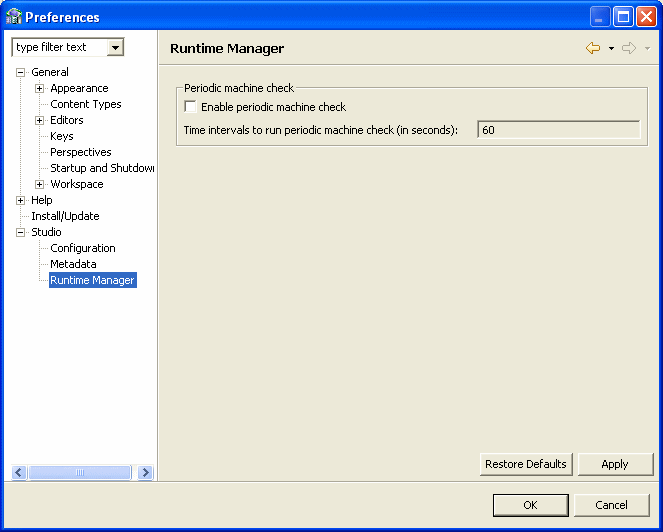 Preferences
type filter text
General
Appearance
Content Types
Editors
Keys
Perspectives
Startup and Shutdown
Workspace
Help
Install/Update
Studio
Configuration
Metadata
Runtime Manager
Runtime Manager
Periodic machine check
Enable periodic machine check
Time intervals to run periodic machine check (in seconds): 60
Restore Defaults Apply
OK Cancel